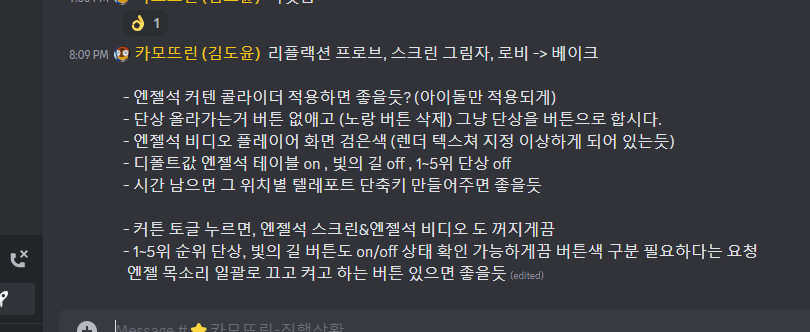 1
8:09 PM 카모뜨린 (김도윤) 리플랙션 프로브, 스크린 그림자, 로비 -> 베이크
- 엔젤석 커텐 콜라이더 적용하면 좋을듯? (아이돌만 적용되게)
- 단상 올라가는거 버튼 없애고 (노랑 버튼 삭제) 그냥 단상을 버튼으로 합시다.
- 엔젤석 비디오 플레이어 화면 검은색 (렌더 텍스쳐 지정 이상하게 되어 있는듯)
- 디폴트값 엔젤석 테이블 on , 빛의 길 off , 1~5위 단상 off
- 시간 남으면 그 위치별 텔레포트 단축키 만들어주면 좋을듯
- 커튼 토글 누르면, 엔젤석 스크린&엔젤석 비디오 도 꺼지게끔
- 1~5위 순위 단상, 빛의 길 버튼도 on/off 상태 확인 가능하게끔 버튼색 구분 필요하다는 요청
엔젤 목소리 일괄로 끄고 켜고 하는 버튼 있으면 좋을듯 (edited)
Message #⭐카모뜨린-진행상황